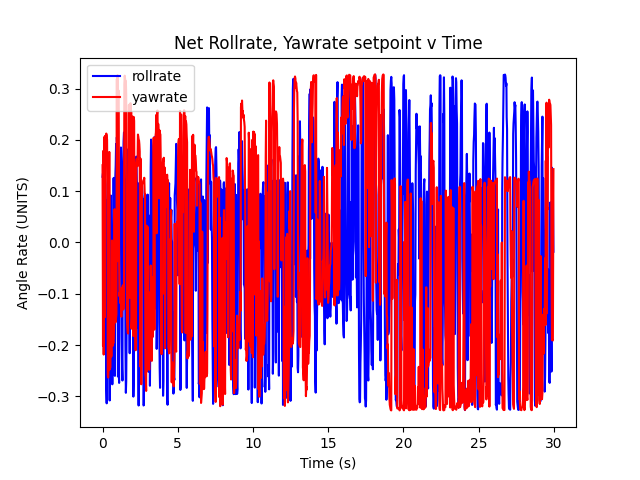 Net Rollrate, Yawrate setpoint v Time
rollrate
yawrate
Angle Rate (UNITS)
0.3
0.2
0.1
0.0
−0.1
−0.2
−0.3
0 5 10 15 20 25 30
Time (s)